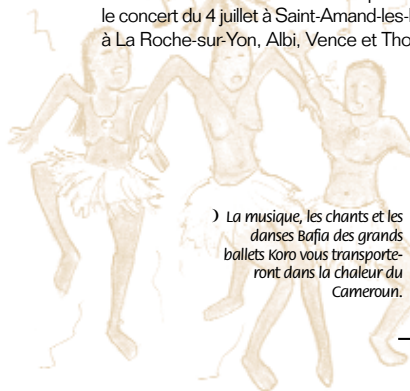 le concert du 4 juillet à Saint-Amand-les-
à La Roche-sur-Yon, Albi, Vence et Tho
) La musique, les chants et les
danses Bafia des grands
ballets Koro vous transporte-
ront dans la chaleur du
Cameroun.